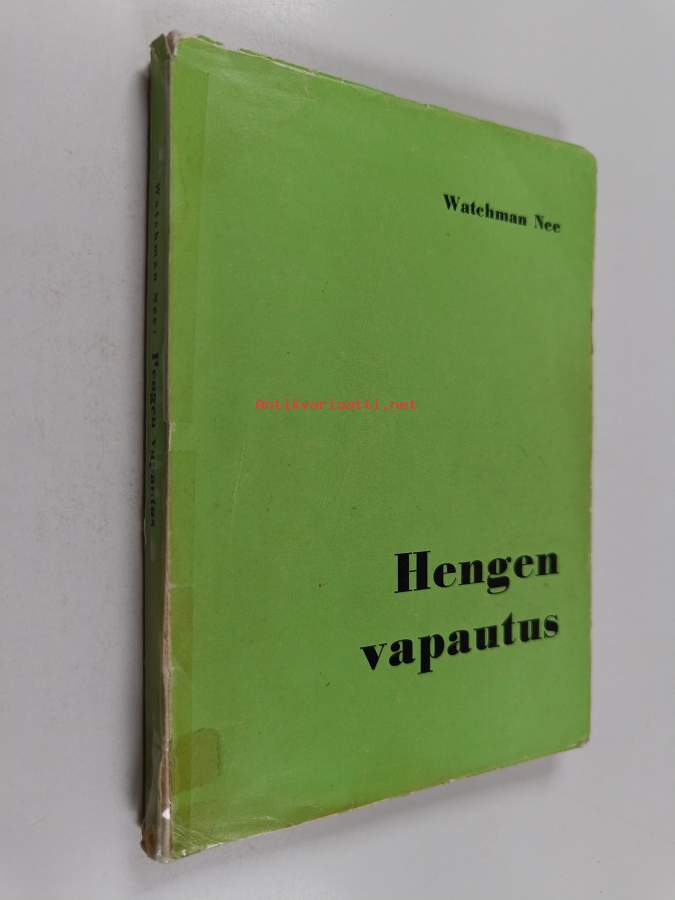 Watchman Nee
Hengen
vapautus
Watchman Nee: Hengen vapautus
Antikvariaatti.net